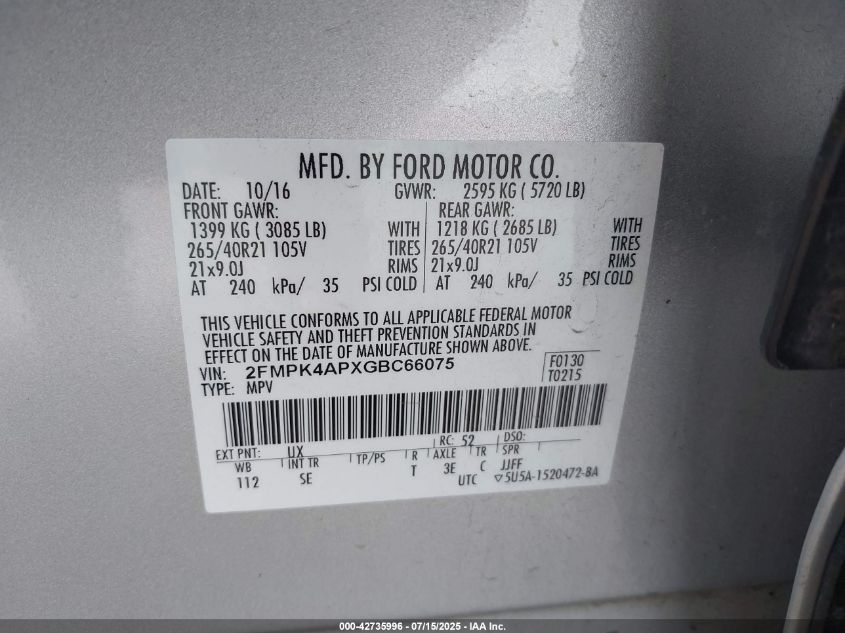 MFD. BY FORD MOTOR CO.
DATE: 10/16 GVWR: 2595 KG ( 5720 LB)
FRONT GAWR: REAR GAWR:
1399 KG ( 3085 LB) WITH 1218 KG ( 2685 LB) WITH
265/40R21 105V TIRES 265/40R21 105V TIRES
21x9.0J RIMS 21x9.0J RIMS
AT 240 kPa/ 35 PSI COLD AT 240 kPa/ 35 PSI COLD
THIS VEHICLE CONFORMS TO ALL APPLICABLE FEDERAL MOTOR
VEHICLE SAFETY AND THEFT PREVENTION STANDARDS IN
EFFECT ON THE DATE OF MANUFACTURE SHOWN ABOVE.
VIN: 2FMPK4APXGBC66075 F0130
TYPE: MPV T0215
EXT PNT: UX RC: 52 DSO:
WB INT TR TP/PS R AXLE TR SPR
112 SE T 3E C JJFF
UTC ▽5U5A-1520472-BA
000-42735996 - 07/15/2025 - IAA Inc.